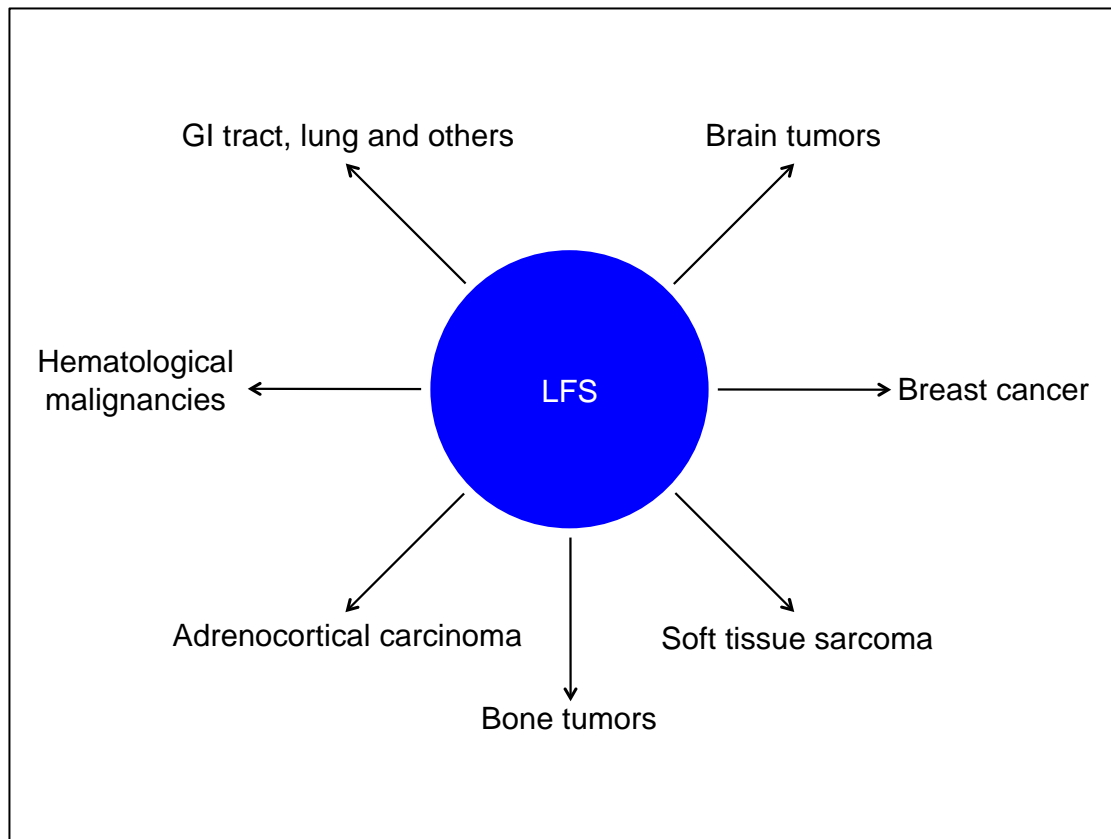 GI tract, lung and others
Brain tumors
Hematological
malignancies
LFS
Breast cancer
Adrenocortical carcinoma
Soft tissue sarcoma
Bone tumors